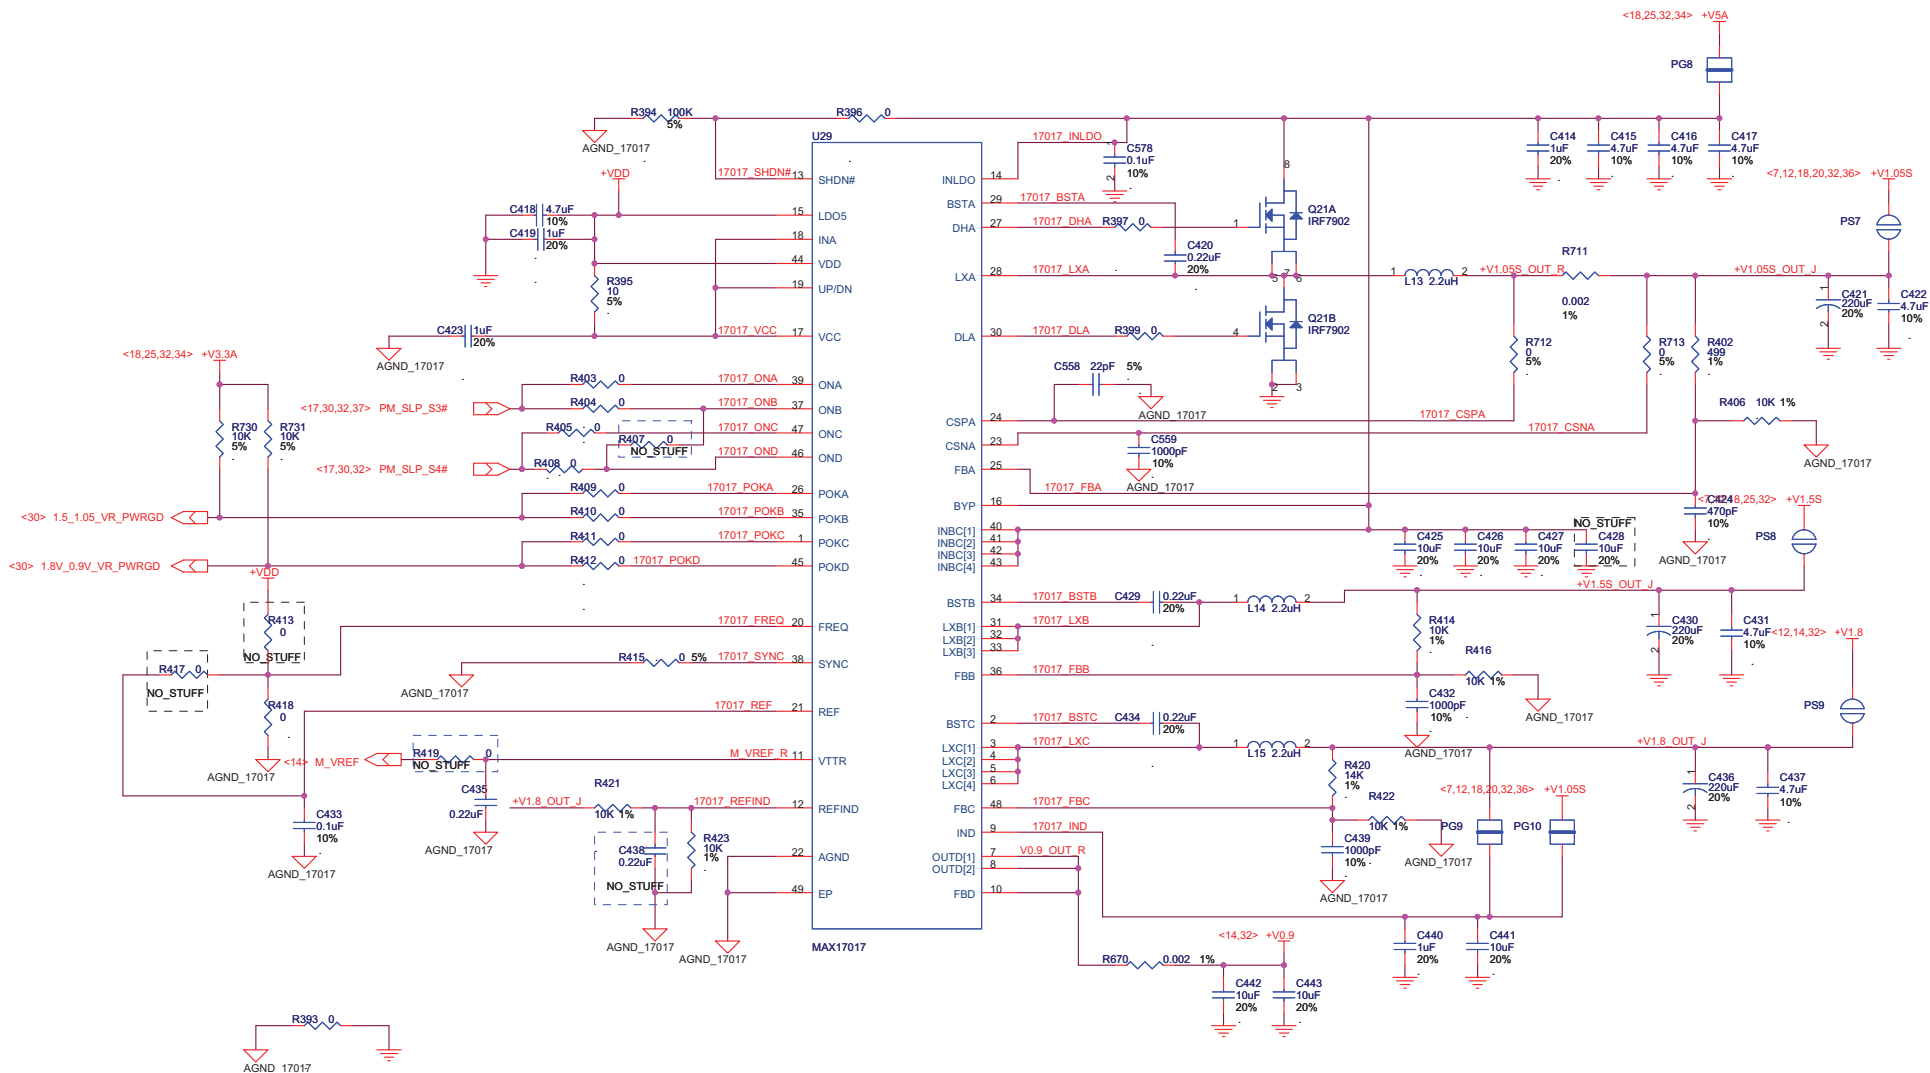 <18,25,32,34> +V5A
PG8
R394 100K
5%
AGND_17017
R396 0
U29
17017_INLDO
C578
0.1uF
10%
1
2
C414
1uF
20%
C415
4.7uF
10%
C416
4.7uF
10%
C417
4.7uF
10%
<7,12,18,20,32,36> +V1.05S
PS7
17017_SHDN# 13 SHDN#
+VDD
C418 4.7uF
10%
C419 1uF
20%
15 LDO5
18 INA
44 VDD
19 UP/DN
R395
10
5%
C423 1uF
20%
AGND_17017
17017_VCC 17 VCC
INLDO 14
BSTA 29 17017_BSTA
DHA 27 17017_DHA R397 0
1
8
Q21A
IRF7902
C420
0.22uF
20%
LXA 28 17017_LXA
5 7 6
1 2
L13 2.2uH
+V1.05S_OUT_R
R711
0.002
1%
+V1.05S_OUT_J
C421
220uF
20%
1
2
C422
4.7uF
10%
DLA 30 17017_DLA R399 0
4
Q21B
IRF7902
2 3
R712
0
5%
R713
0
5%
R402
499
1%
C558 22pF 5%
AGND_17017
R406 10K 1%
AGND_17017
<18,25,32,34> +V3.3A
R730
10K
5%
R731
10K
5%
<17,30,32,37> PM_SLP_S3#
R403 0 17017_ONA 39 ONA
R404 0 17017_ONB 37 ONB
R405 0 17017_ONC 47 ONC
R407 0
NO_STUFF
<17,30,32> PM_SLP_S4#
R408 0 17017_OND 46 OND
CSPA 24 17017_CSPA
CSNA 23 17017_CSNA
C559
1000pF
10%
AGND_17017
FBA 25 17017_FBA
BYP 16
C424
470pF
10%
AGND_17017
<7,12,18,25,32> +V1.5S
PS8
R409 0 17017_POKA 26 POKA
<30> 1.5_1.05_VR_PWRGD
R410 0 17017_POKB 35 POKB
R411 0 17017_POKC 1 POKC
<30> 1.8V_0.9V_VR_PWRGD
R412 0 17017_POKD 45 POKD
INBC[1] 40
INBC[2] 41
INBC[3] 42
INBC[4] 43
C425
10uF
20%
C426
10uF
20%
C427
10uF
20%
NO_STUFF
C428
10uF
20%
+VDD
R413
0
NO_STUFF
17017_FREQ 20 FREQ
R417 0
NO_STUFF
R418
0
AGND_17017
R415 0 5% 17017_SYNC 38 SYNC
AGND_17017
17017_REF 21 REF
BSTB 34 17017_BSTB C429 0.22uF
20%
LXB[1] 31 17017_LXB
LXB[2] 32
LXB[3] 33
1 2
L14 2.2uH
+V1.5S_OUT_J
R414
10K
1%
C430
220uF
20%
1
2
C431
4.7uF
10%
<12,14,32> +V1.8
PS9
FBB 36 17017_FBB
R416
10K 1%
AGND_17017
C432
1000pF
10%
AGND_17017
BSTC 2 17017_BSTC C434 0.22uF
20%
LXC[1] 3 17017_LXC
LXC[2] 4
LXC[3] 5
LXC[4] 6
1 2
L15 2.2uH
+V1.8_OUT_J
R420
14K
1%
C436
220uF
20%
1
2
C437
4.7uF
10%
<14> M_VREF
R419 0
NO_STUFF
M_VREF_R 11 VTTR
C435
0.22uF
AGND_17017
C433
0.1uF
10%
AGND_17017
+V1.8_OUT_J
R421
10K 1%
17017_REFIND 12 REFIND
C438
0.22uF
NO_STUFF
R423
10K
1%
AGND_17017
22 AGND
49 EP
AGND_17017
FBC 48 17017_FBC
R422
10K 1%
AGND_17017
C439
1000pF
10%
AGND_17017
<7,12,18,20,32,36> +V1.05S
PG9
PG10
IND 9 17017_IND
OUTD[1] 7 V0.9_OUT_R
OUTD[2] 8
FBD 10
MAX17017
C440
1uF
20%
C441
10uF
20%
<14,32> +V0.9
R670 0.002 1%
C442
10uF
20%
C443
10uF
20%
R393 0
AGND_17017